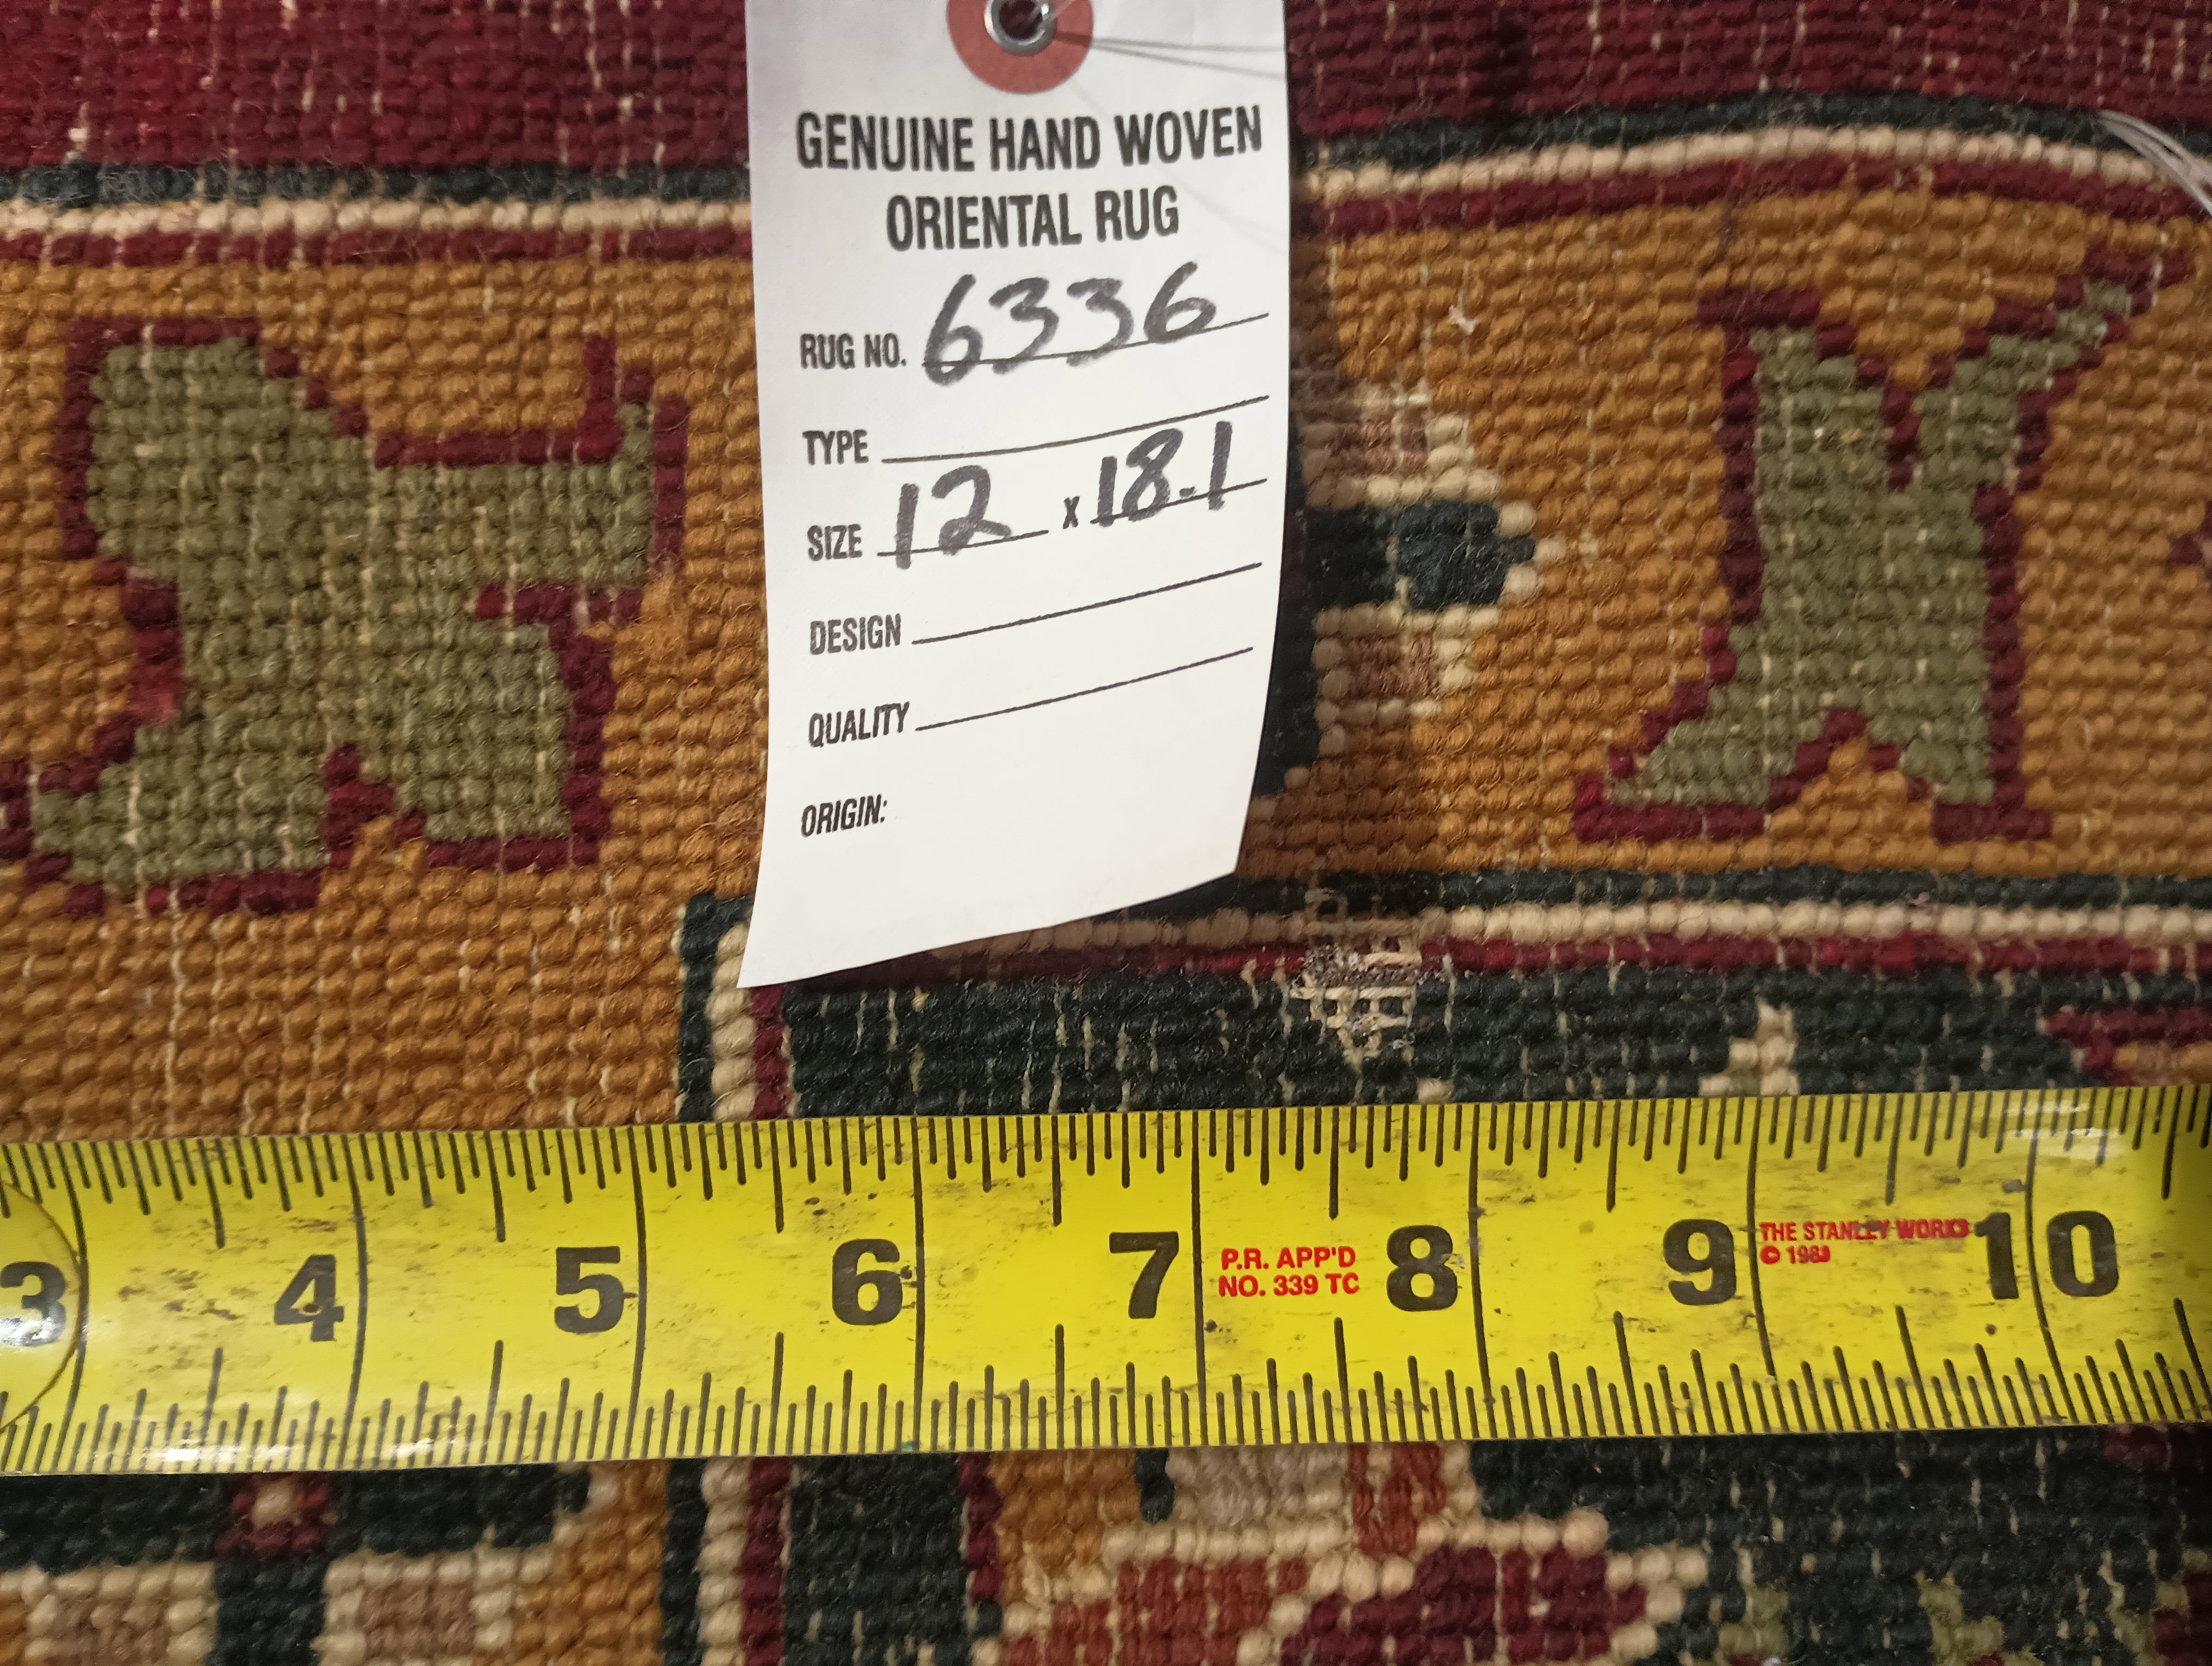 GENUINE HAND WOVEN
ORIENTAL RUG
RUG NO. 6336
TYPE
SIZE 12 x 18.1
DESIGN
QUALITY
ORIGIN:
3 4 5 6 7 8 9 10
P.R. APP'D
NO. 339 TC
THE STANLEY WORKS
© 1983